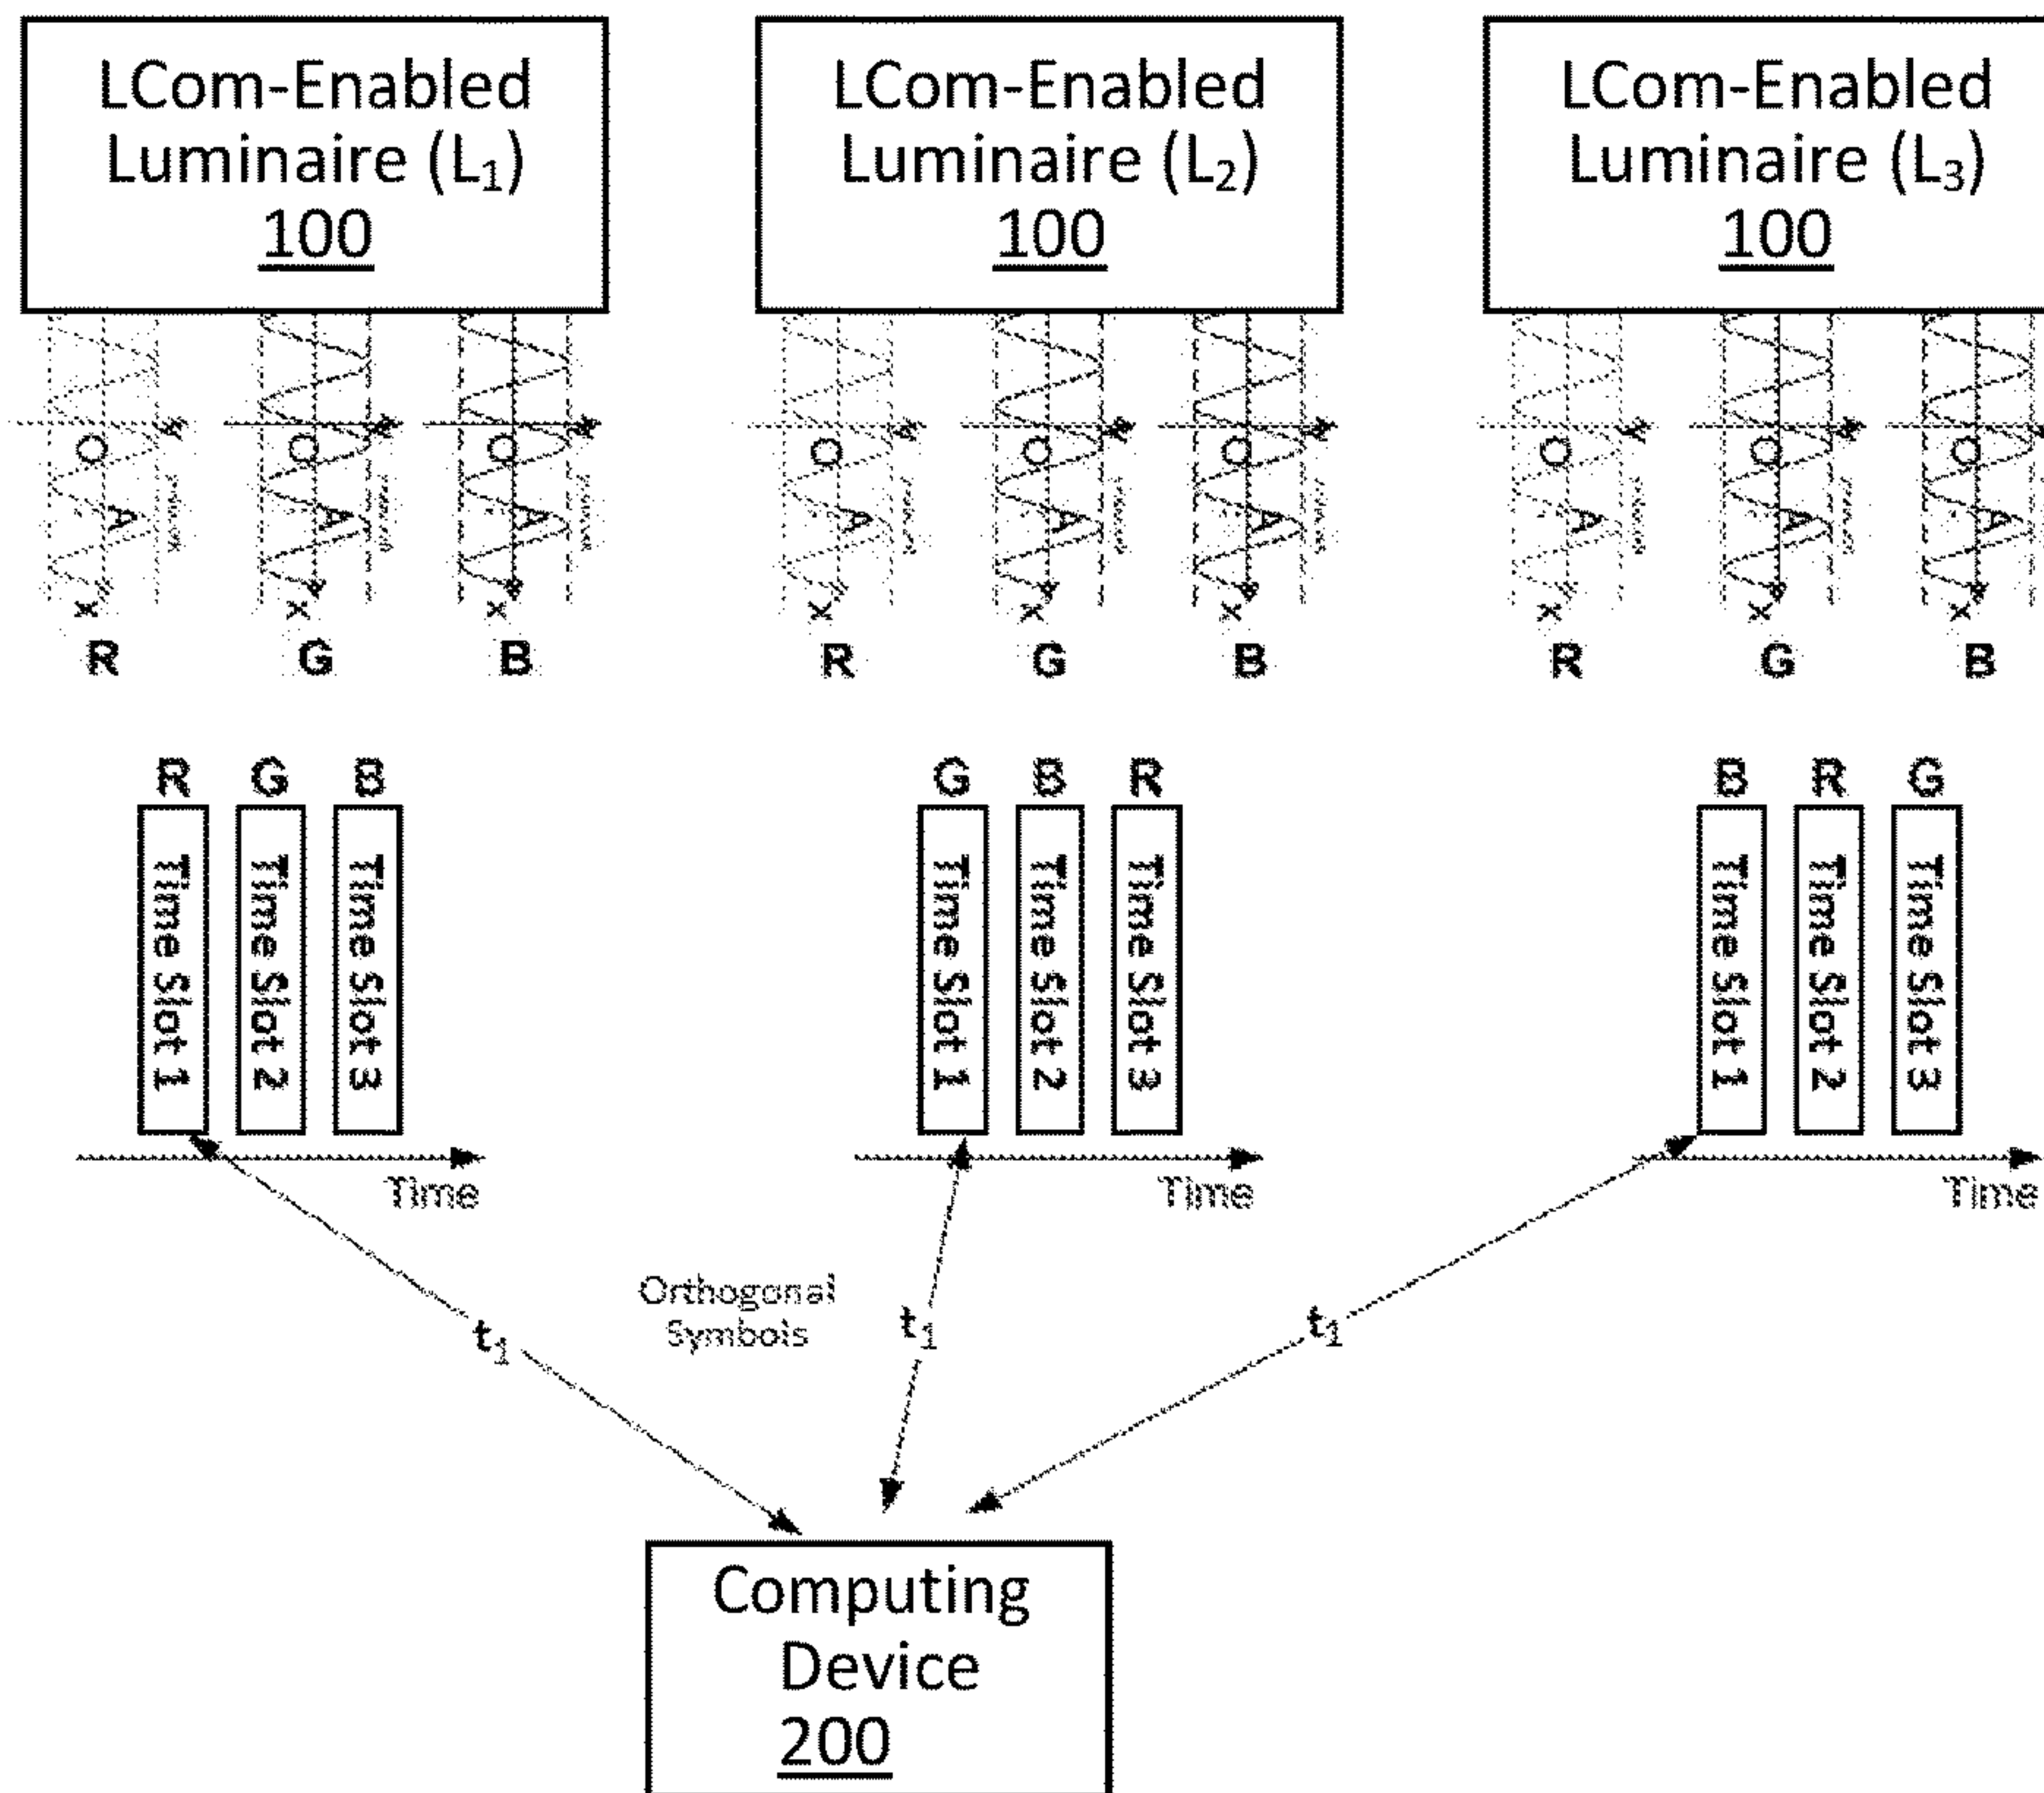 LCom-Enabled
Luminaire (L₁)
100
LCom-Enabled
Luminaire (L₂)
100
LCom-Enabled
Luminaire (L₃)
100
O
A
x
R
O
A
x
G
O
A
x
B
O
A
x
R
O
A
x
G
O
A
x
B
O
A
x
R
O
A
x
G
O
A
x
B
R G B
Time Slot 1
Time Slot 2
Time Slot 3
Time
G B R
Time Slot 1
Time Slot 2
Time Slot 3
Time
B R G
Time Slot 1
Time Slot 2
Time Slot 3
Time
Orthogonal
Symbols
t₁
t₁
t₁
Computing
Device
200